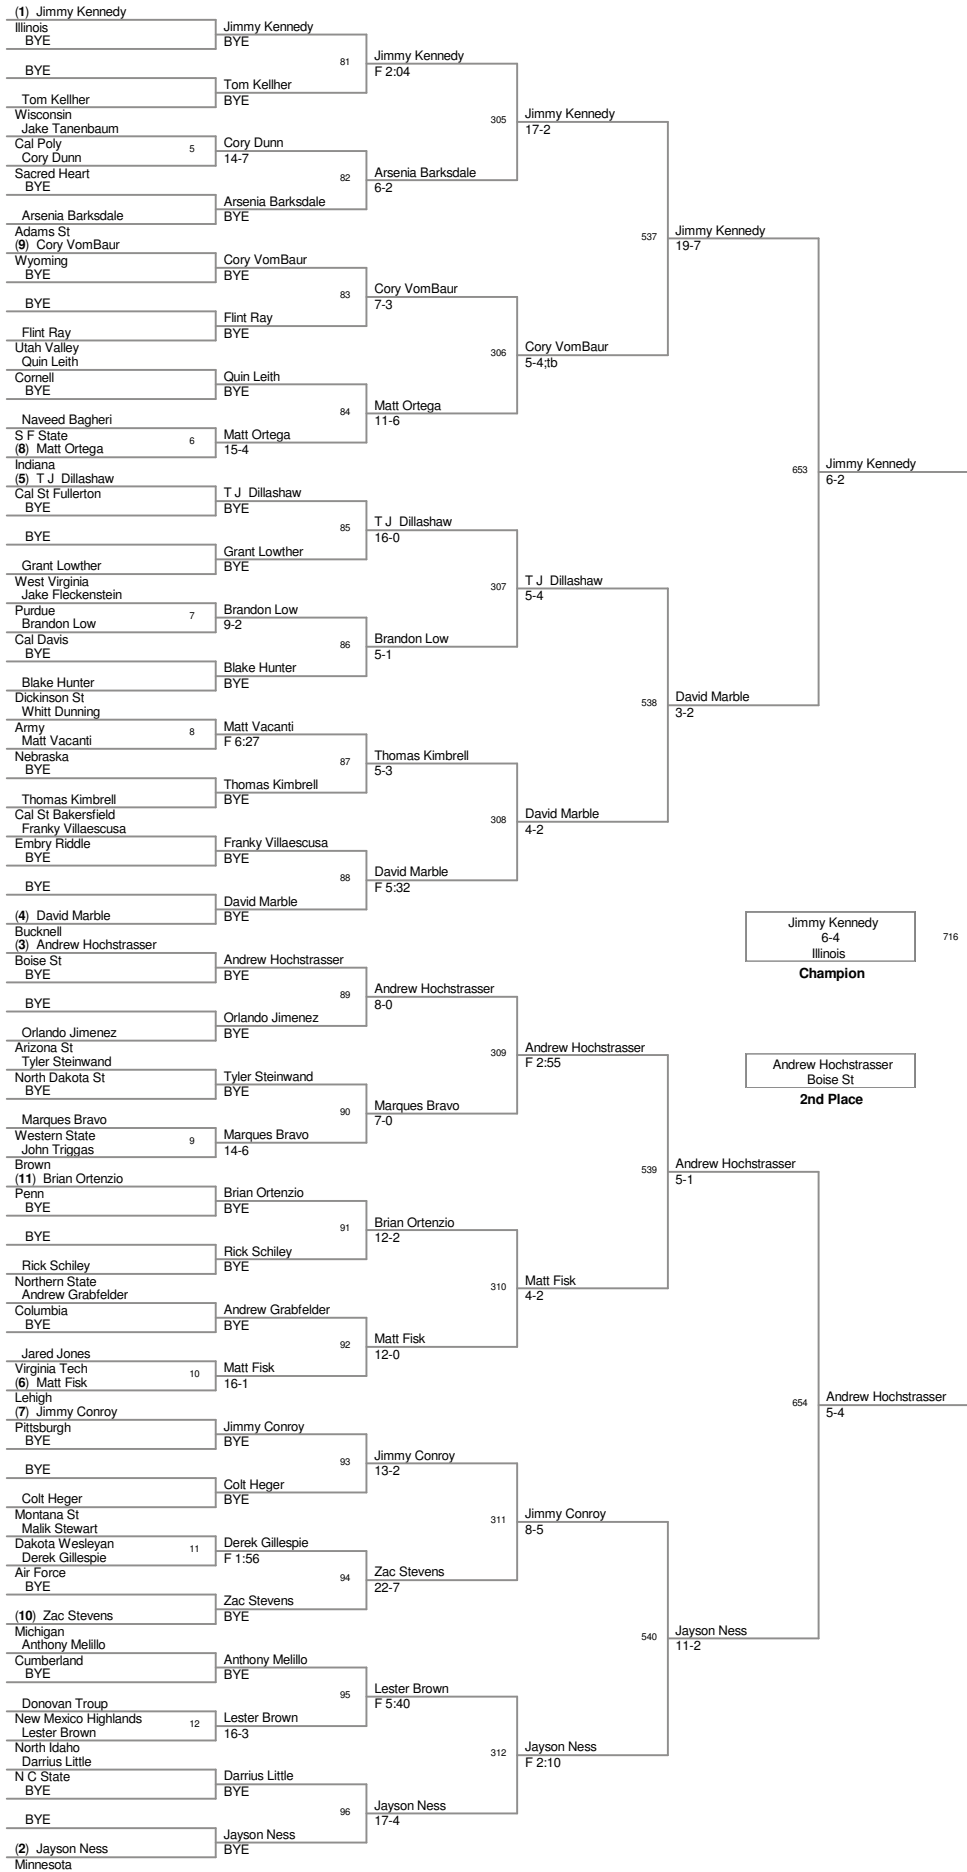 (1) Jimmy Kennedy
Illinois
BYE
BYE
Tom Kellher
Wisconsin
Jake Tanenbaum
Cal Poly
5
Cory Dunn
Sacred Heart
BYE
Arsenia Barksdale
Adams St
(9) Cory VomBaur
Wyoming
BYE
BYE
Flint Ray
Utah Valley
Quin Leith
Cornell
BYE
Naveed Bagheri
S F State
6
(8) Matt Ortega
Indiana
(5) T J Dillashaw
Cal St Fullerton
BYE
BYE
Grant Lowther
West Virginia
Jake Fleckenstein
Purdue
7
Brandon Low
Cal Davis
BYE
Blake Hunter
Dickinson St
Whitt Dunning
Army
8
Matt Vacanti
Nebraska
BYE
Thomas Kimbrell
Cal St Bakersfield
Franky Villaescusa
Embry Riddle
BYE
BYE
(4) David Marble
Bucknell
(3) Andrew Hochstrasser
Boise St
BYE
BYE
Orlando Jimenez
Arizona St
Tyler Steinwand
North Dakota St
BYE
Marques Bravo
Western State
9
John Triggas
Brown
(11) Brian Ortenzio
Penn
BYE
BYE
Rick Schiley
Northern State
Andrew Grabfelder
Columbia
BYE
Jared Jones
Virginia Tech
10
(6) Matt Fisk
Lehigh
(7) Jimmy Conroy
Pittsburgh
BYE
BYE
Colt Heger
Montana St
Malik Stewart
Dakota Wesleyan
11
Derek Gillespie
Air Force
BYE
(10) Zac Stevens
Michigan
Anthony Melillo
Cumberland
BYE
Donovan Troup
New Mexico Highlands
12
Lester Brown
North Idaho
Darrius Little
N C State
BYE
BYE
(2) Jayson Ness
Minnesota
Jimmy Kennedy
BYE
81
Tom Kellher
BYE
Cory Dunn
14-7
82
Arsenia Barksdale
BYE
Cory VomBaur
BYE
83
Flint Ray
BYE
Quin Leith
BYE
84
Matt Ortega
15-4
T J Dillashaw
BYE
85
Grant Lowther
BYE
Brandon Low
9-2
86
Blake Hunter
BYE
Matt Vacanti
F 6:27
87
Thomas Kimbrell
BYE
Franky Villaescusa
BYE
88
David Marble
BYE
Andrew Hochstrasser
BYE
89
Orlando Jimenez
BYE
Tyler Steinwand
BYE
90
Marques Bravo
14-6
Brian Ortenzio
BYE
91
Rick Schiley
BYE
Andrew Grabfelder
BYE
92
Matt Fisk
16-1
Jimmy Conroy
BYE
93
Colt Heger
BYE
Derek Gillespie
F 1:56
94
Zac Stevens
BYE
Anthony Melillo
BYE
95
Lester Brown
16-3
Darrius Little
BYE
96
Jayson Ness
BYE
Jimmy Kennedy
F 2:04
305
Arsenia Barksdale
6-2
Cory VomBaur
7-3
306
Matt Ortega
11-6
T J Dillashaw
16-0
307
Brandon Low
5-1
Thomas Kimbrell
5-3
308
David Marble
F 5:32
Andrew Hochstrasser
8-0
309
Marques Bravo
7-0
Brian Ortenzio
12-2
310
Matt Fisk
12-0
Jimmy Conroy
13-2
311
Zac Stevens
22-7
Lester Brown
F 5:40
312
Jayson Ness
17-4
Jimmy Kennedy
17-2
537
Cory VomBaur
5-4;tb
T J Dillashaw
5-4
538
David Marble
4-2
Andrew Hochstrasser
F 2:55
539
Matt Fisk
4-2
Jimmy Conroy
8-5
540
Jayson Ness
F 2:10
Jimmy Kennedy
19-7
653
David Marble
3-2
Andrew Hochstrasser
5-1
654
Jayson Ness
11-2
Jimmy Kennedy
6-2
Jimmy Kennedy
6-4
Illinois
716
Champion
Andrew Hochstrasser
Boise St
2nd Place
Andrew Hochstrasser
5-4